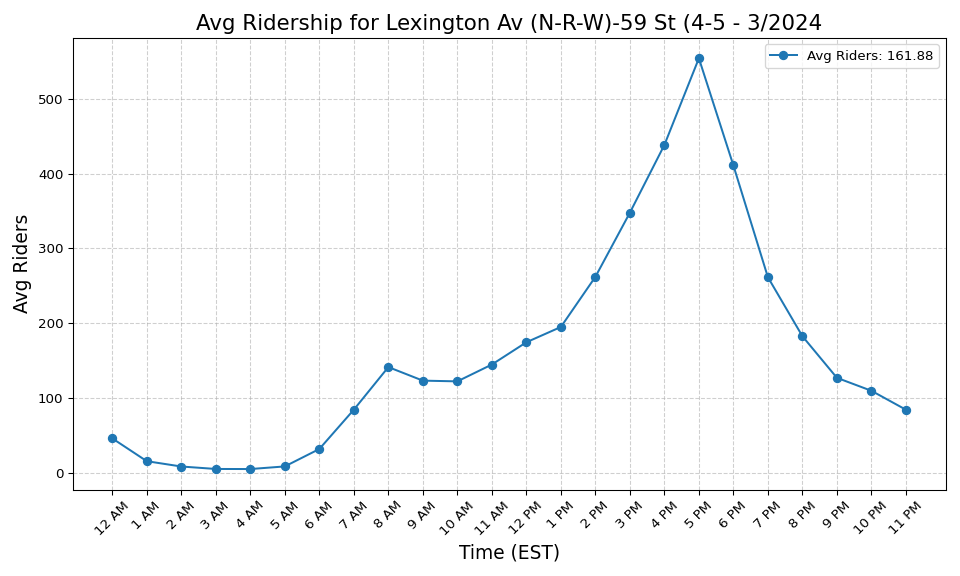 Avg Ridership for Lexington Av (N-R-W)-59 St (4-5 - 3/2024
Avg Riders: 161.88
Avg Riders
500
400
300
200
100
0
12 AM
1 AM
2 AM
3 AM
4 AM
5 AM
6 AM
7 AM
8 AM
9 AM
10 AM
11 AM
12 PM
1 PM
2 PM
3 PM
4 PM
5 PM
6 PM
7 PM
8 PM
9 PM
10 PM
11 PM
Time (EST)